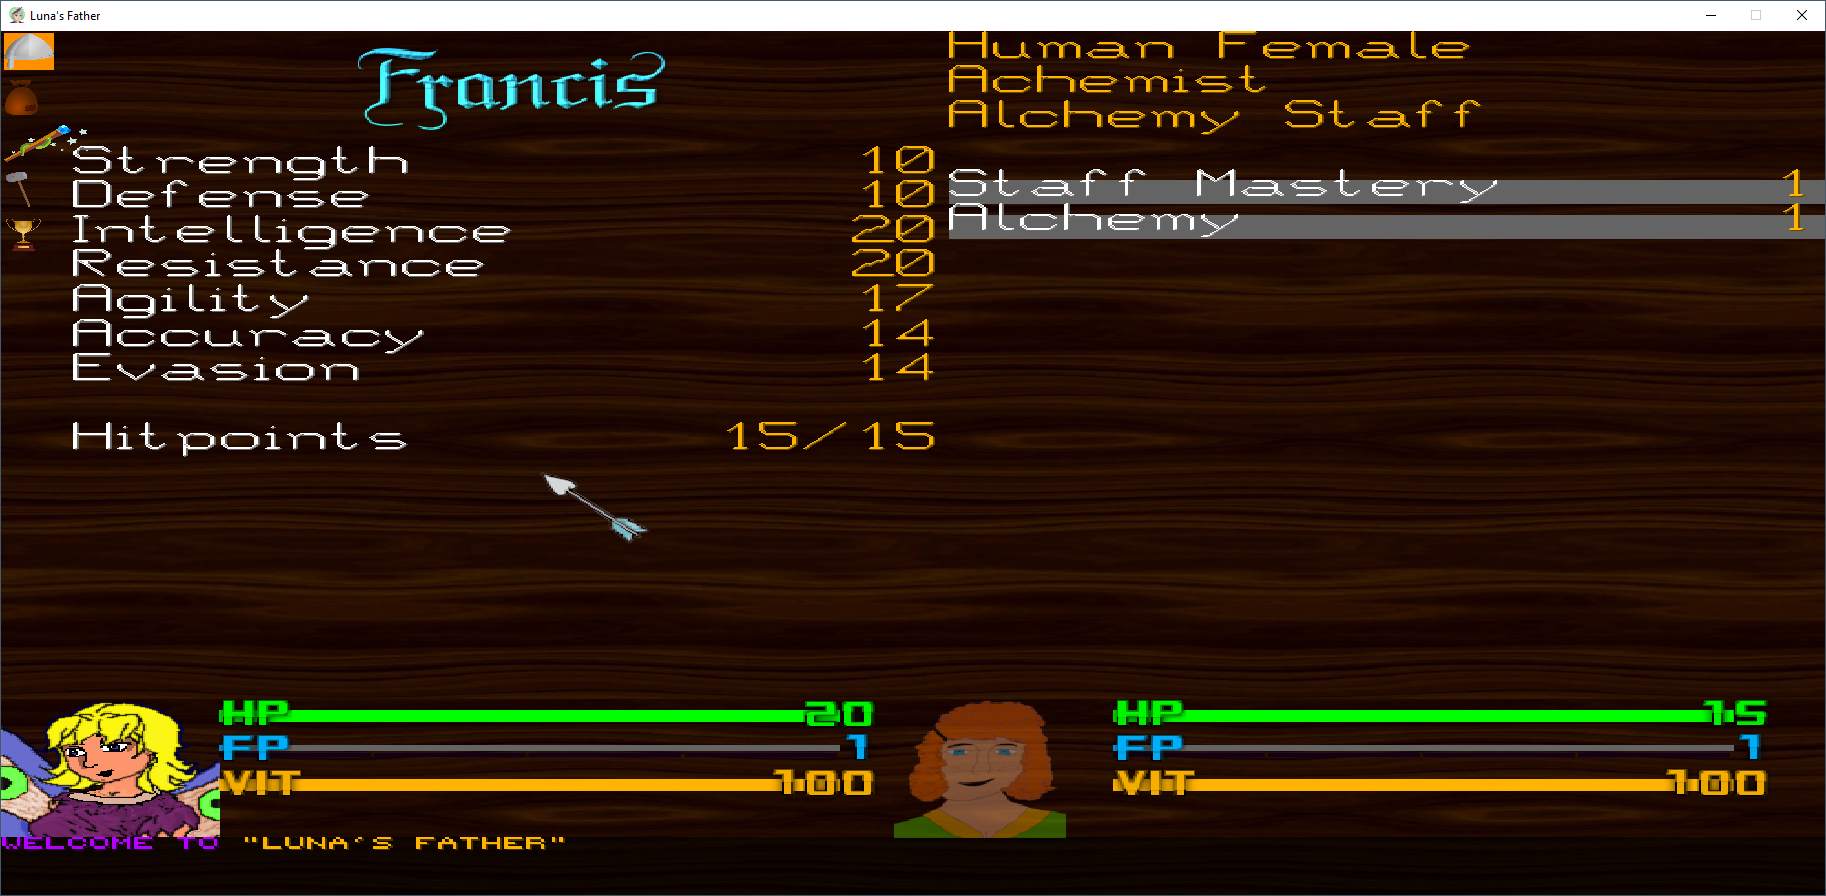 Luna's Father
Francis
Human Female
Achemist
Alchemy Staff
Strength 10
Defense 10
Intelligence 20
Resistance 20
Agility 17
Accuracy 14
Evasion 14
Hitpoints 15/15
Staff Mastery 1
Alchemy 1
HP 20
FP 1
VIT 100
HP 15
FP 1
VIT 100
WELCOME TO "LUNA'S FATHER"